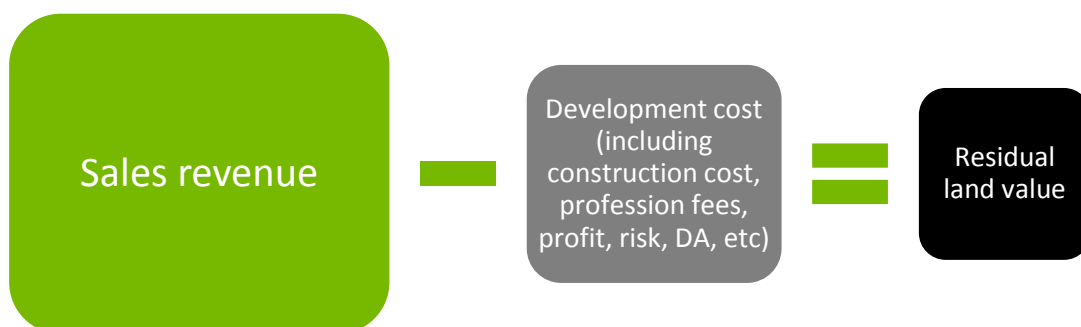 Sales revenue
Development cost
(including
construction cost,
profession fees,
profit, risk, DA, etc)
Residual
land value